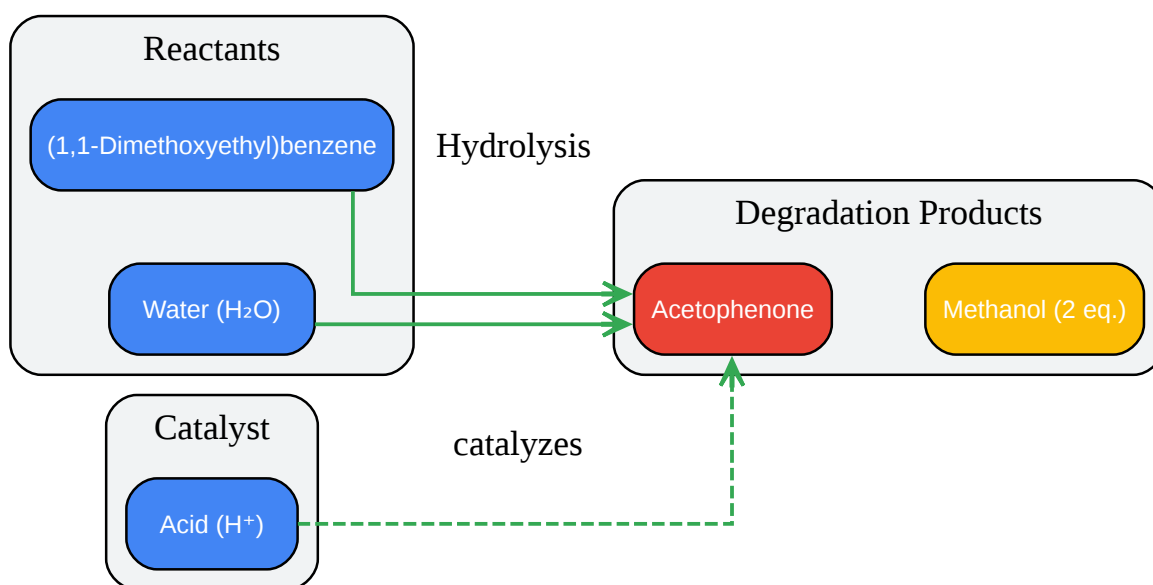 Reactants
(1,1-Dimethoxyethyl)benzene
Hydrolysis
Water (H₂O)
Degradation Products
Acetophenone
Methanol (2 eq.)
Catalyst
catalyzes
Acid (H⁺)